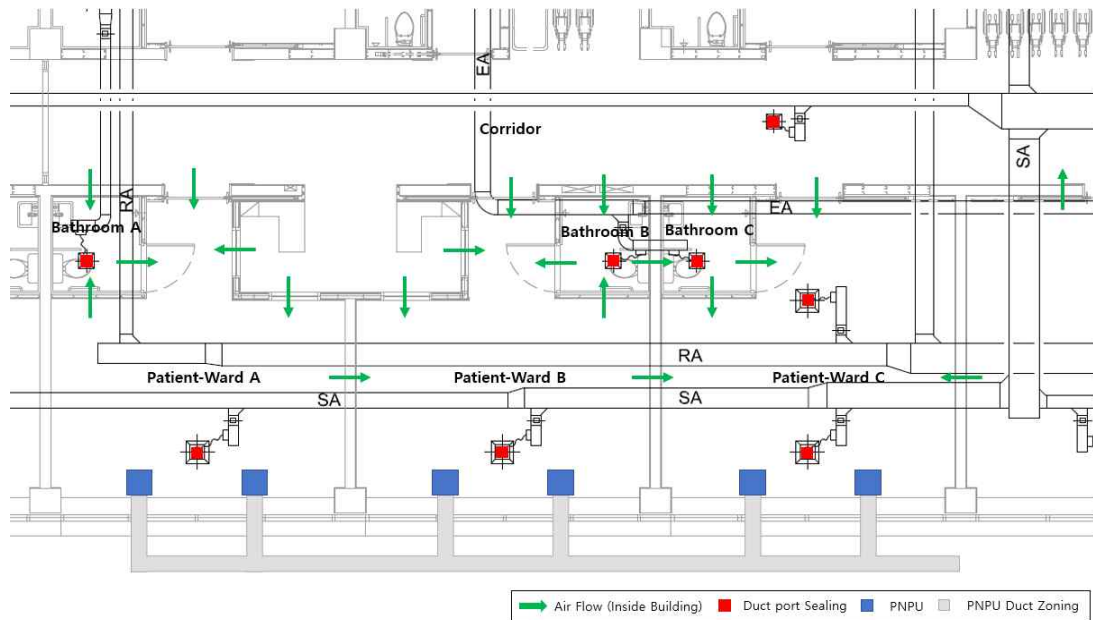 EA
Corridor
SA
RA
EA
Bathroom A
Bathroom B
Bathroom C
RA
Patient-Ward A
Patient-Ward B
Patient-Ward C
SA
SA
Air Flow (Inside Building)
Duct port Sealing
PNPU
PNPU Duct Zoning